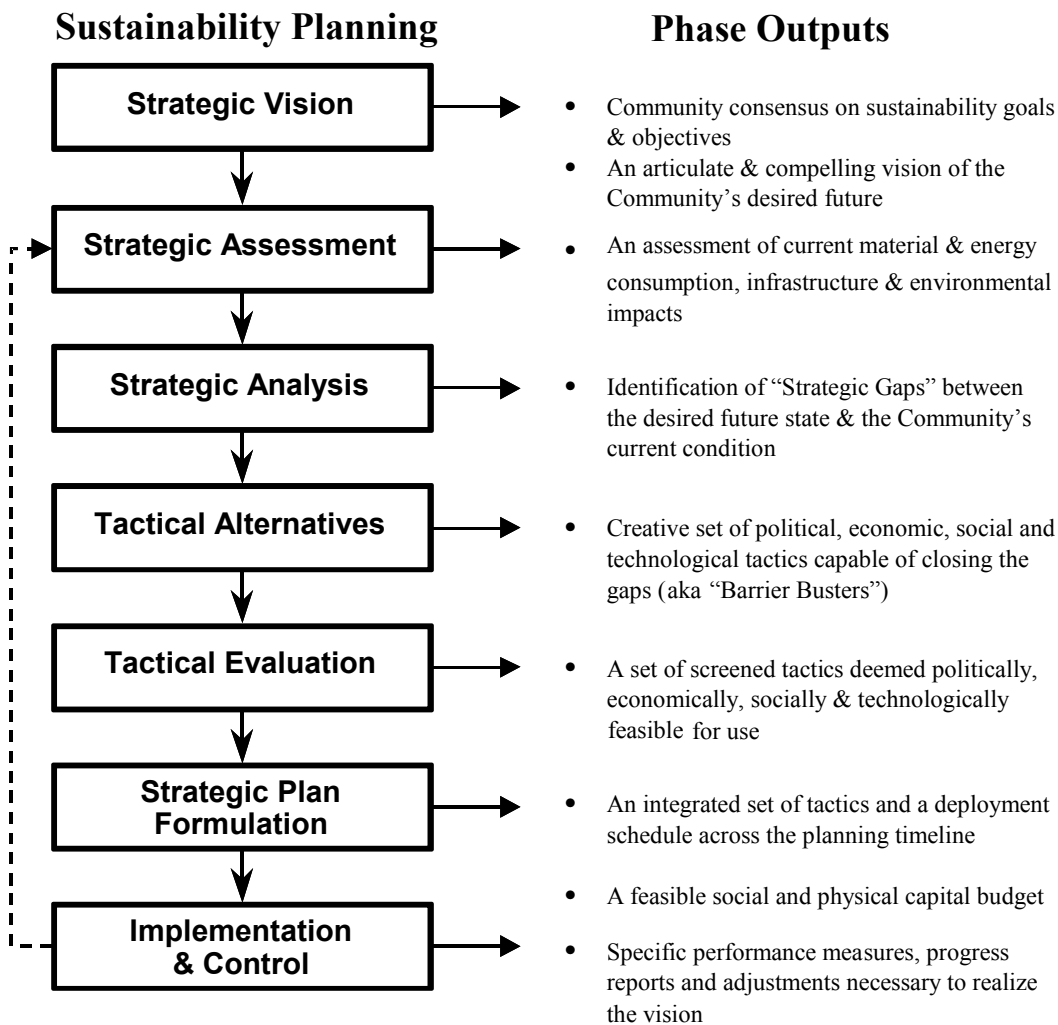 Sustainability Planning
Phase Outputs
Strategic Vision
• Community consensus on sustainability goals
& objectives
• An articulate & compelling vision of the
Community’s desired future
Strategic Assessment
• An assessment of current material & energy
consumption, infrastructure & environmental
impacts
Strategic Analysis
• Identification of “Strategic Gaps” between
the desired future state & the Community’s
current condition
Tactical Alternatives
• Creative set of political, economic, social and
technological tactics capable of closing the
gaps (aka “Barrier Busters”)
Tactical Evaluation
• A set of screened tactics deemed politically,
economically, socially & technologically
feasible for use
Strategic Plan
Formulation
• An integrated set of tactics and a deployment
schedule across the planning timeline
• A feasible social and physical capital budget
Implementation
& Control
• Specific performance measures, progress
reports and adjustments necessary to realize
the vision